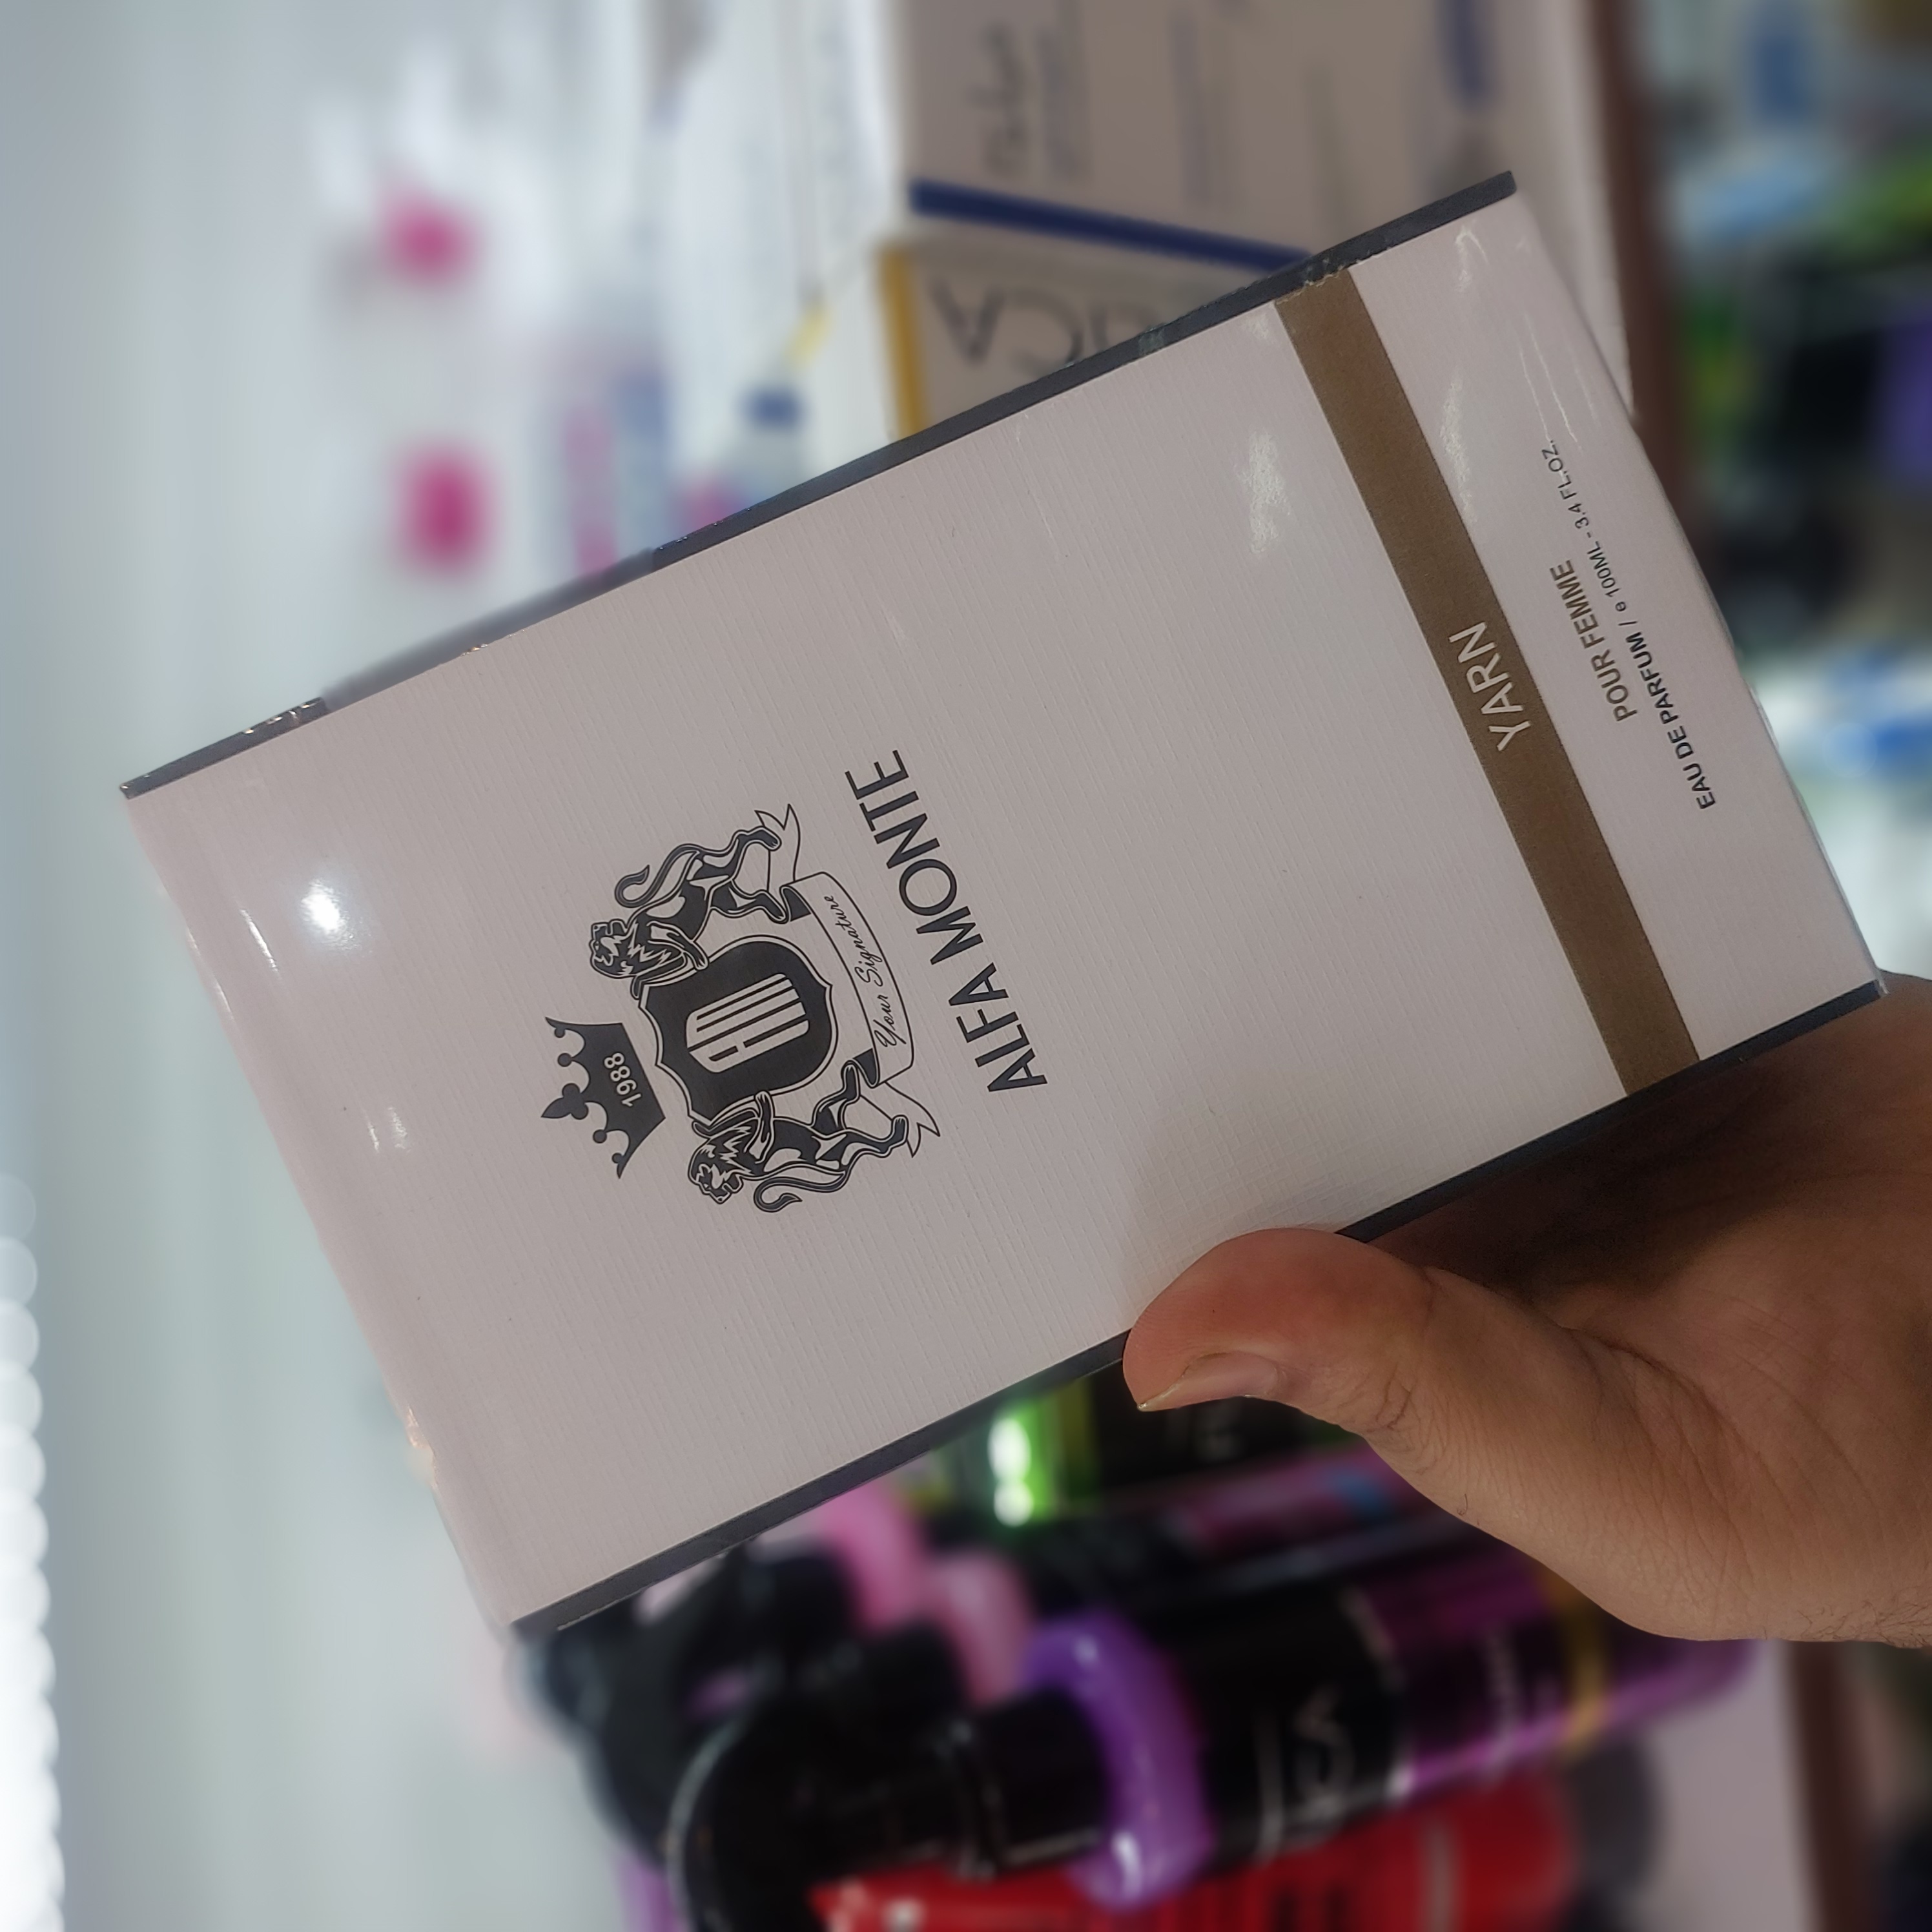 1988
Your Signature
ALFA MONTE
YARN
POUR FEMME
EAU DE PARFUM / e 100ML - 3.4 FL.OZ.